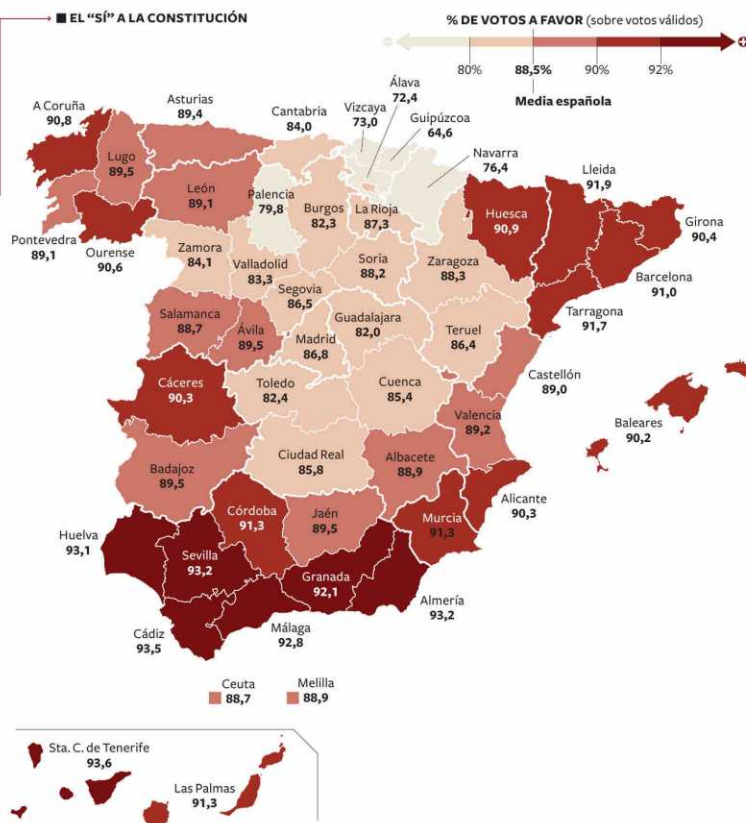 ■ EL “SÍ” A LA CONSTITUCIÓN
% DE VOTOS A FAVOR (sobre votos válidos)
80%
88,5%
90%
92%
Media española
A Coruña
90,8
Asturias
89,4
Cantabria
84,0
Vizcaya
73,0
Álava
72,4
Guipúzcoa
64,6
Navarra
76,4
Lugo
89,5
León
89,1
Palencia
79,8
Burgos
82,3
La Rioja
87,3
Huesca
90,9
Lleida
91,9
Girona
90,4
Pontevedra
89,1
Ourense
90,6
Zamora
84,1
Valladolid
83,3
Soria
88,2
Zaragoza
88,3
Barcelona
91,0
Segovia
86,5
Tarragona
91,7
Salamanca
88,7
Ávila
89,5
Madrid
86,8
Guadalajara
82,0
Teruel
86,4
Castellón
89,0
Cáceres
90,3
Toledo
82,4
Cuenca
85,4
Valencia
89,2
Baleares
90,2
Badajoz
89,5
Ciudad Real
85,8
Albacete
88,9
Alicante
90,3
Huelva
93,1
Córdoba
91,3
Jaén
89,5
Murcia
91,3
Sevilla
93,2
Granada
92,1
Almería
93,2
Cádiz
93,5
Málaga
92,8
Ceuta
88,7
Melilla
88,9
Sta. C. de Tenerife
93,6
Las Palmas
91,3